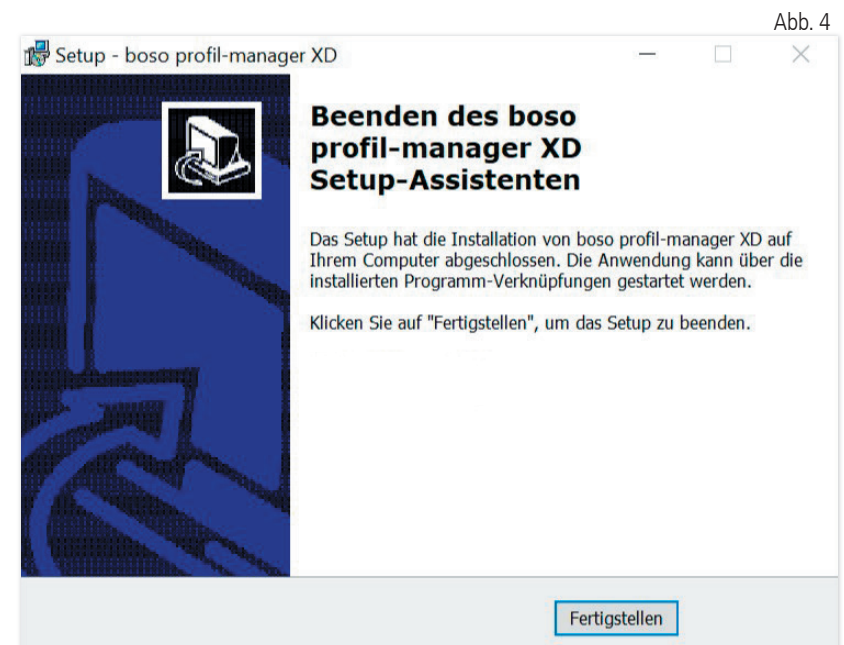 Abb. 4
Setup - boso profil-manager XD
Beenden des boso
profil-manager XD
Setup-Assistenten
Das Setup hat die Installation von boso profil-manager XD auf
Ihrem Computer abgeschlossen. Die Anwendung kann über die
installierten Programm-Verknüpfungen gestartet werden.
Klicken Sie auf "Fertigstellen", um das Setup zu beenden.
Fertigstellen